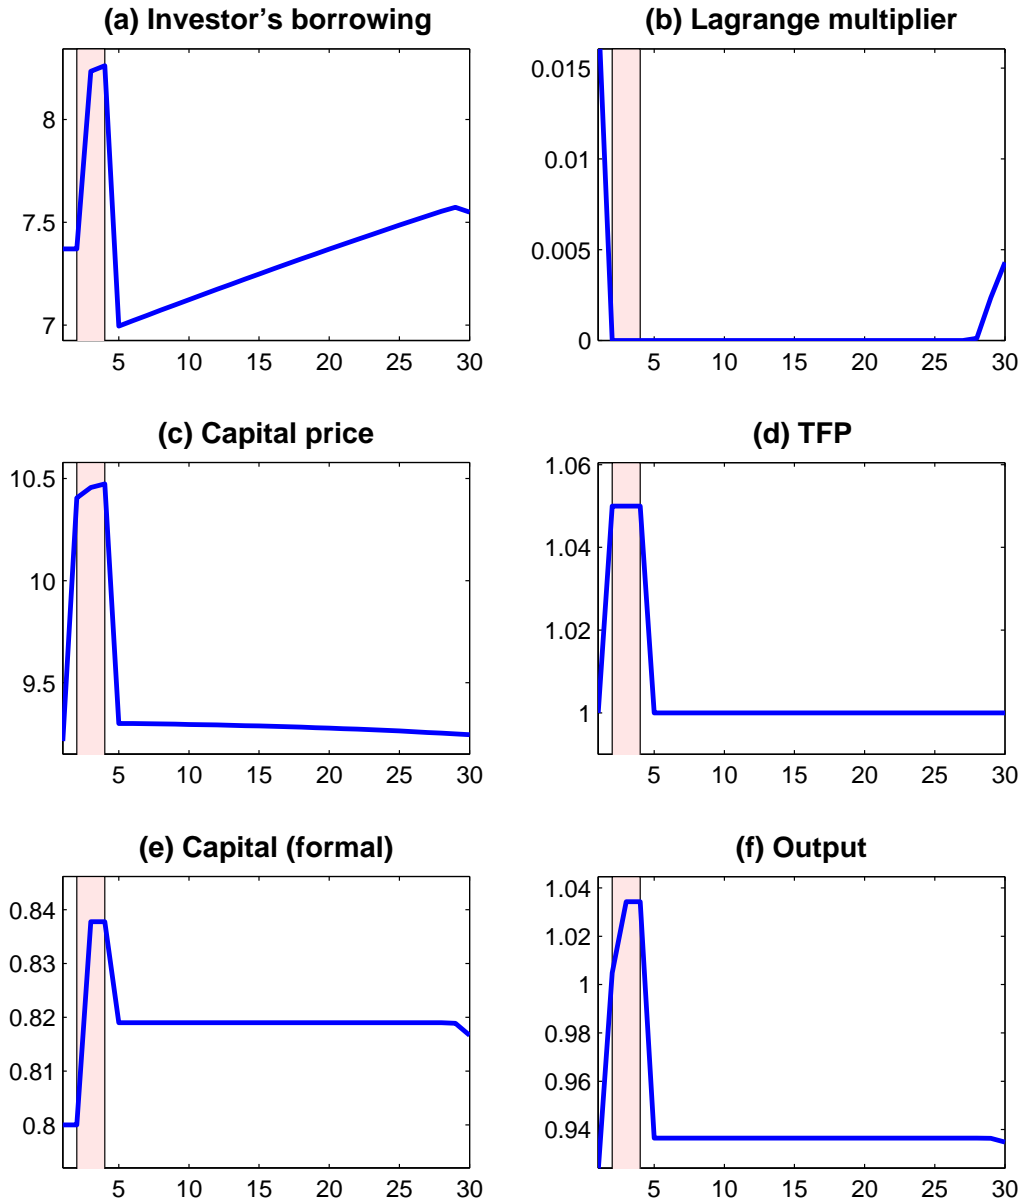 (a) Investor’s borrowing
8
7.5
7
5 10 15 20 25 30
(b) Lagrange multiplier
0.015
0.01
0.005
0
5 10 15 20 25 30
(c) Capital price
10.5
10
9.5
5 10 15 20 25 30
(d) TFP
1.06
1.04
1.02
1
5 10 15 20 25 30
(e) Capital (formal)
0.84
0.83
0.82
0.81
0.8
5 10 15 20 25 30
(f) Output
1.04
1.02
1
0.98
0.96
0.94
5 10 15 20 25 30